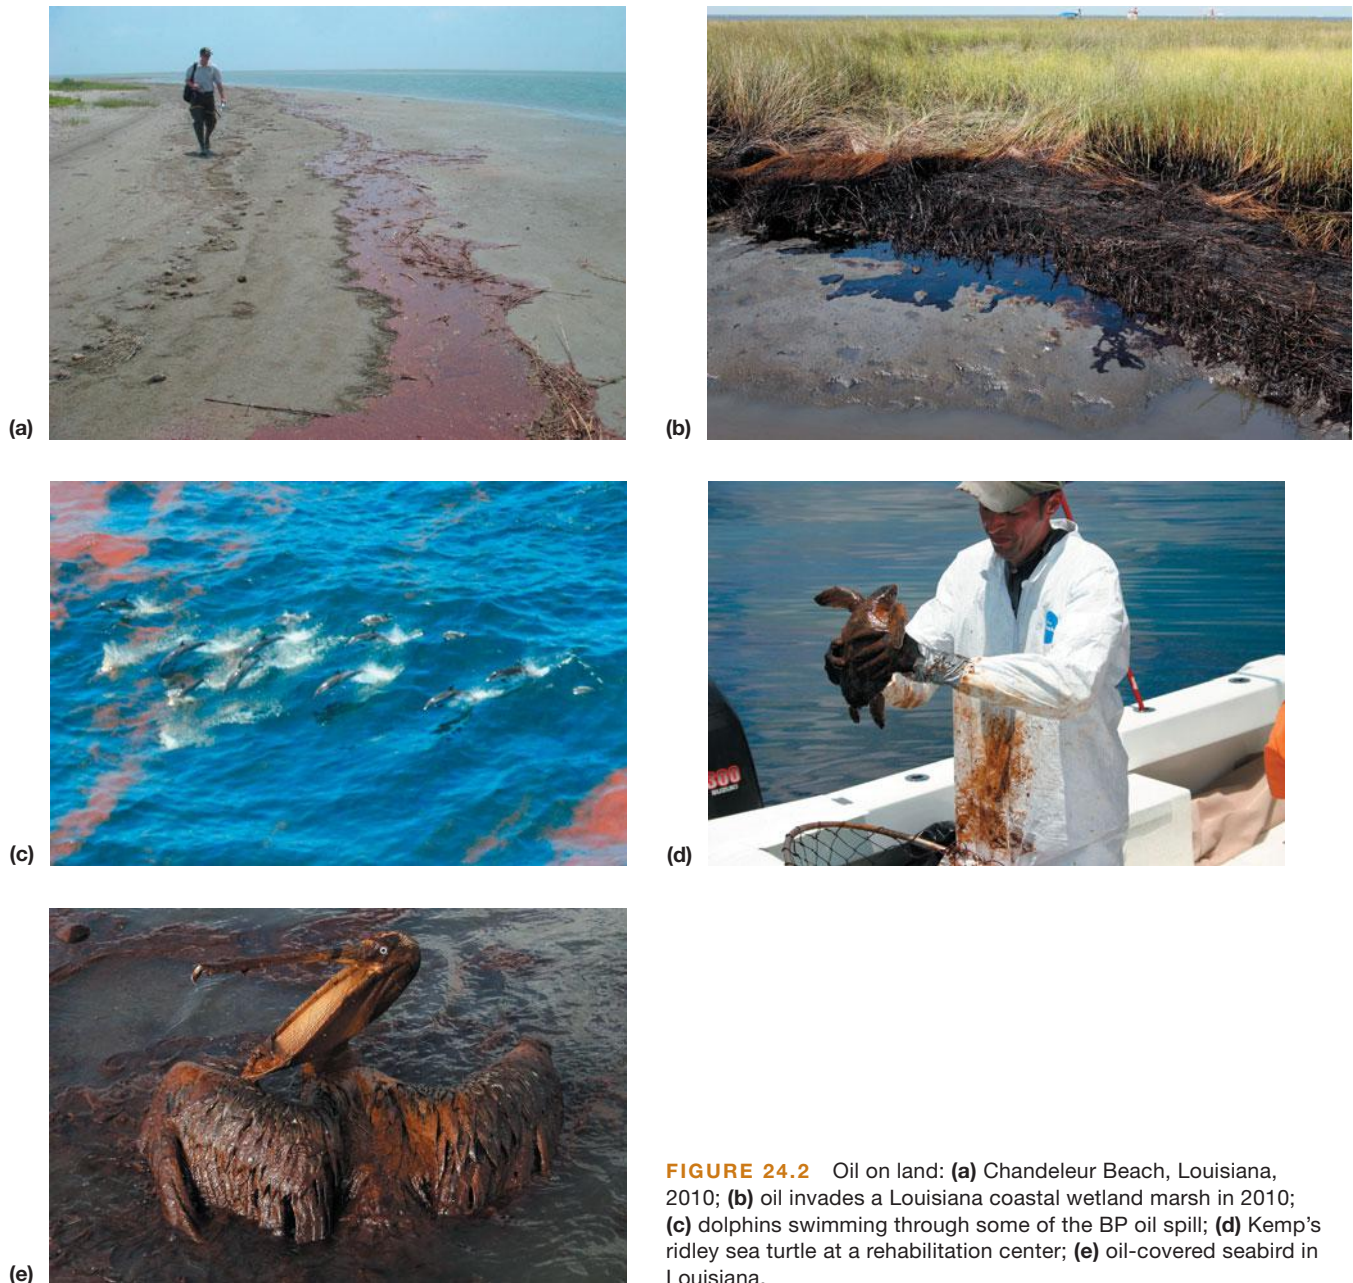 (a)
(b)
(c)
300
SUZUKI
(d)
(e)
FIGURE 24.2 Oil on land: (a) Chandeleur Beach, Louisiana,
2010; (b) oil invades a Louisiana coastal wetland marsh in 2010;
(c) dolphins swimming through some of the BP oil spill; (d) Kemp’s
ridley sea turtle at a rehabilitation center; (e) oil-covered seabird in
Louisiana.